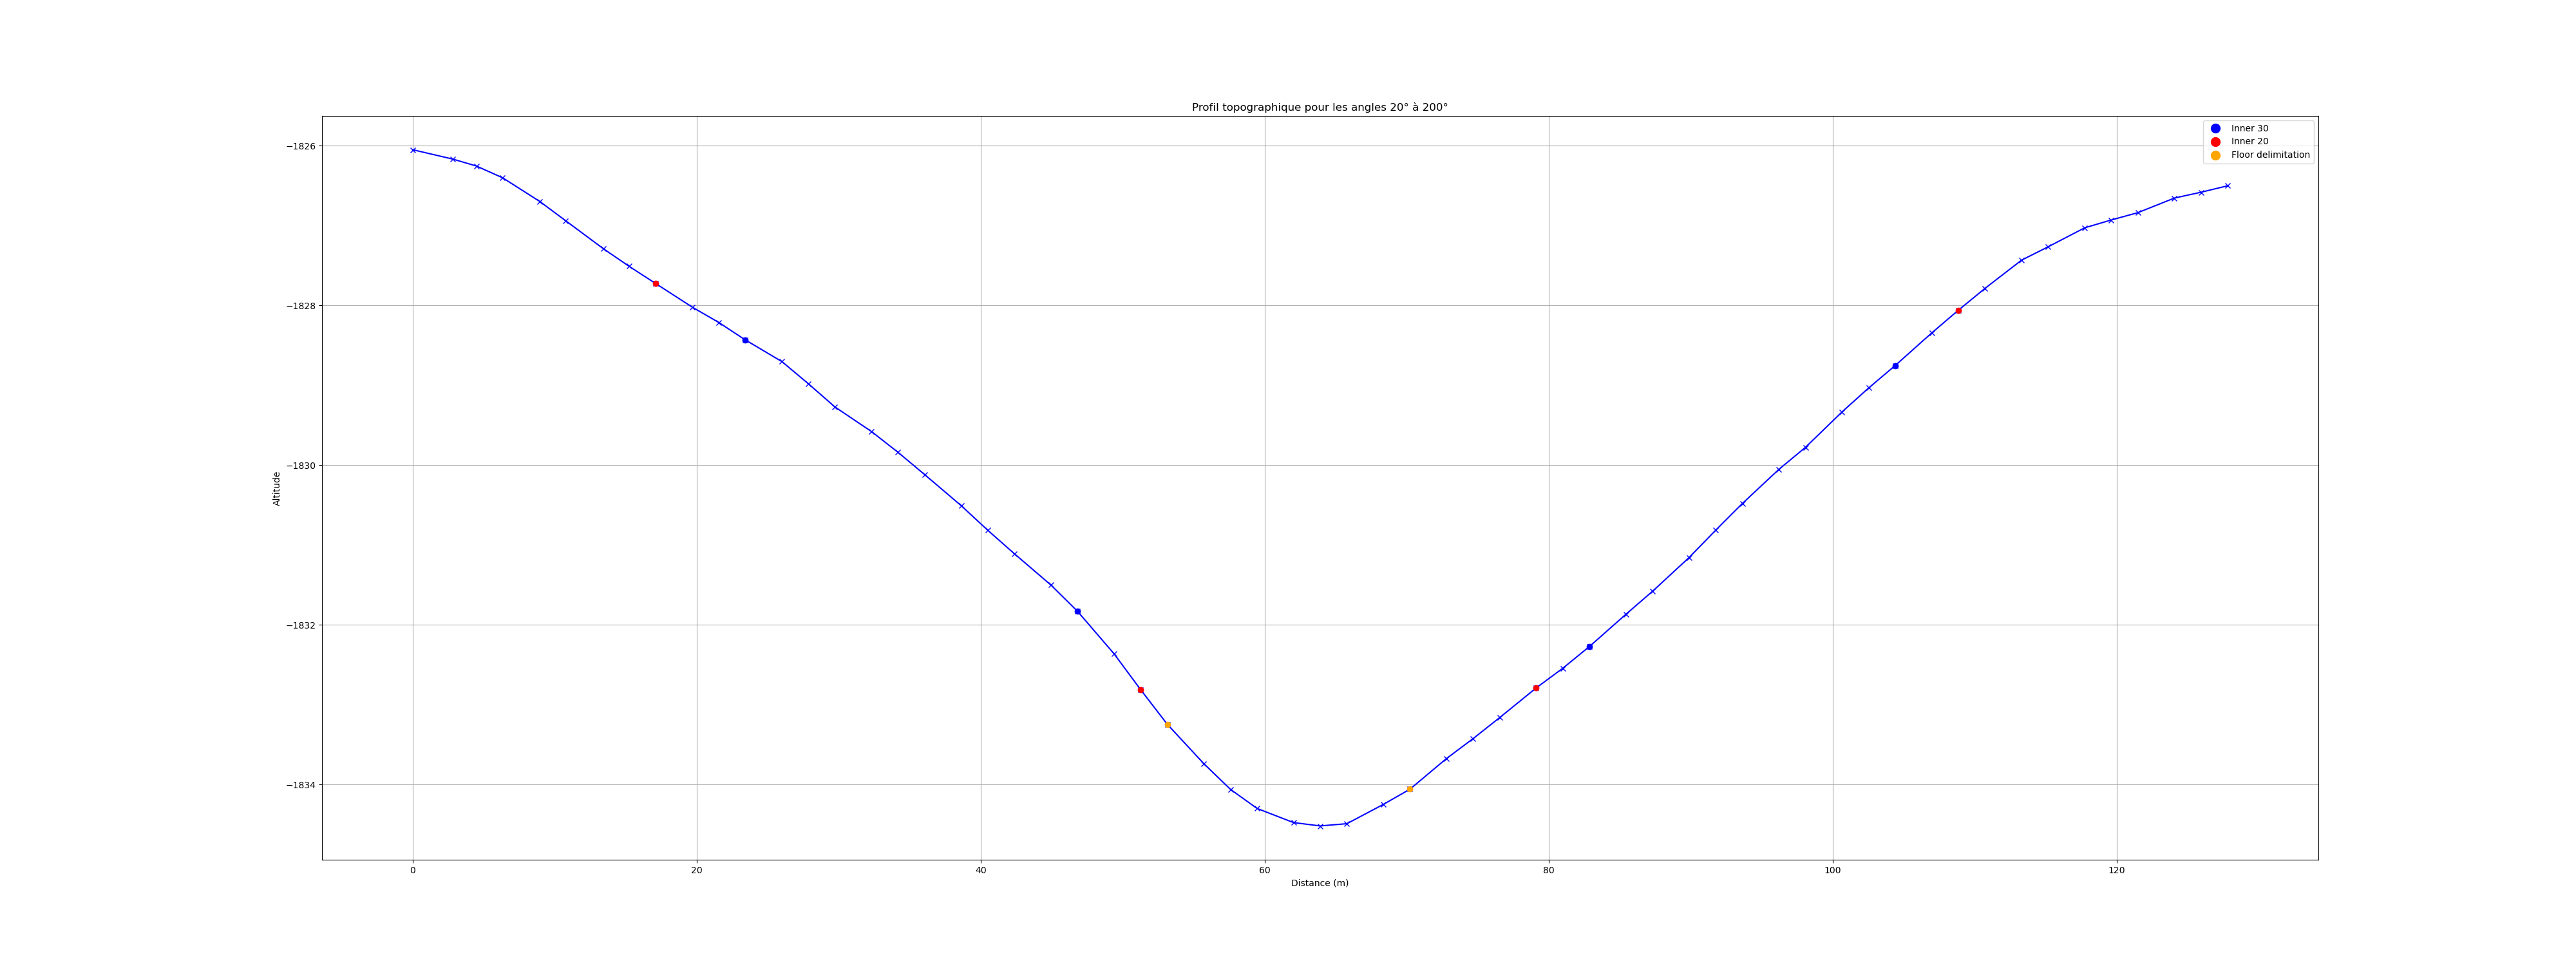 Profil topographique pour les angles 20° à 200°
Inner 30
Inner 20
Floor delimitation
−1826
−1828
−1830
−1832
−1834
Altitude
0 20 40 60 80 100 120
Distance (m)